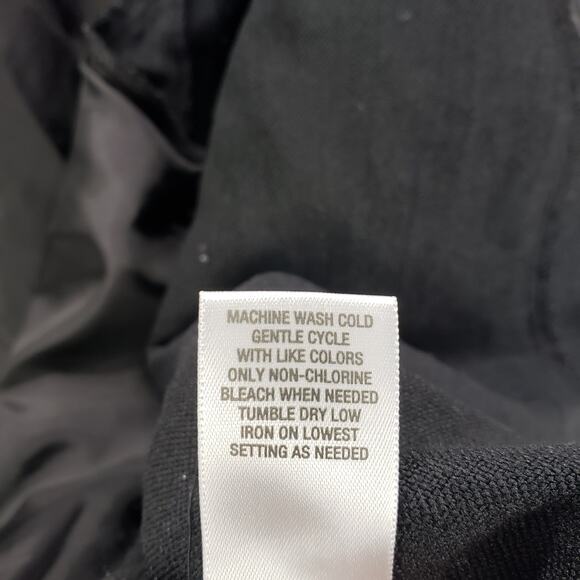 MACHINE WASH COLD
GENTLE CYCLE
WITH LIKE COLORS
ONLY NON-CHLORINE
BLEACH WHEN NEEDED
TUMBLE DRY LOW
IRON ON LOWEST
SETTING AS NEEDED